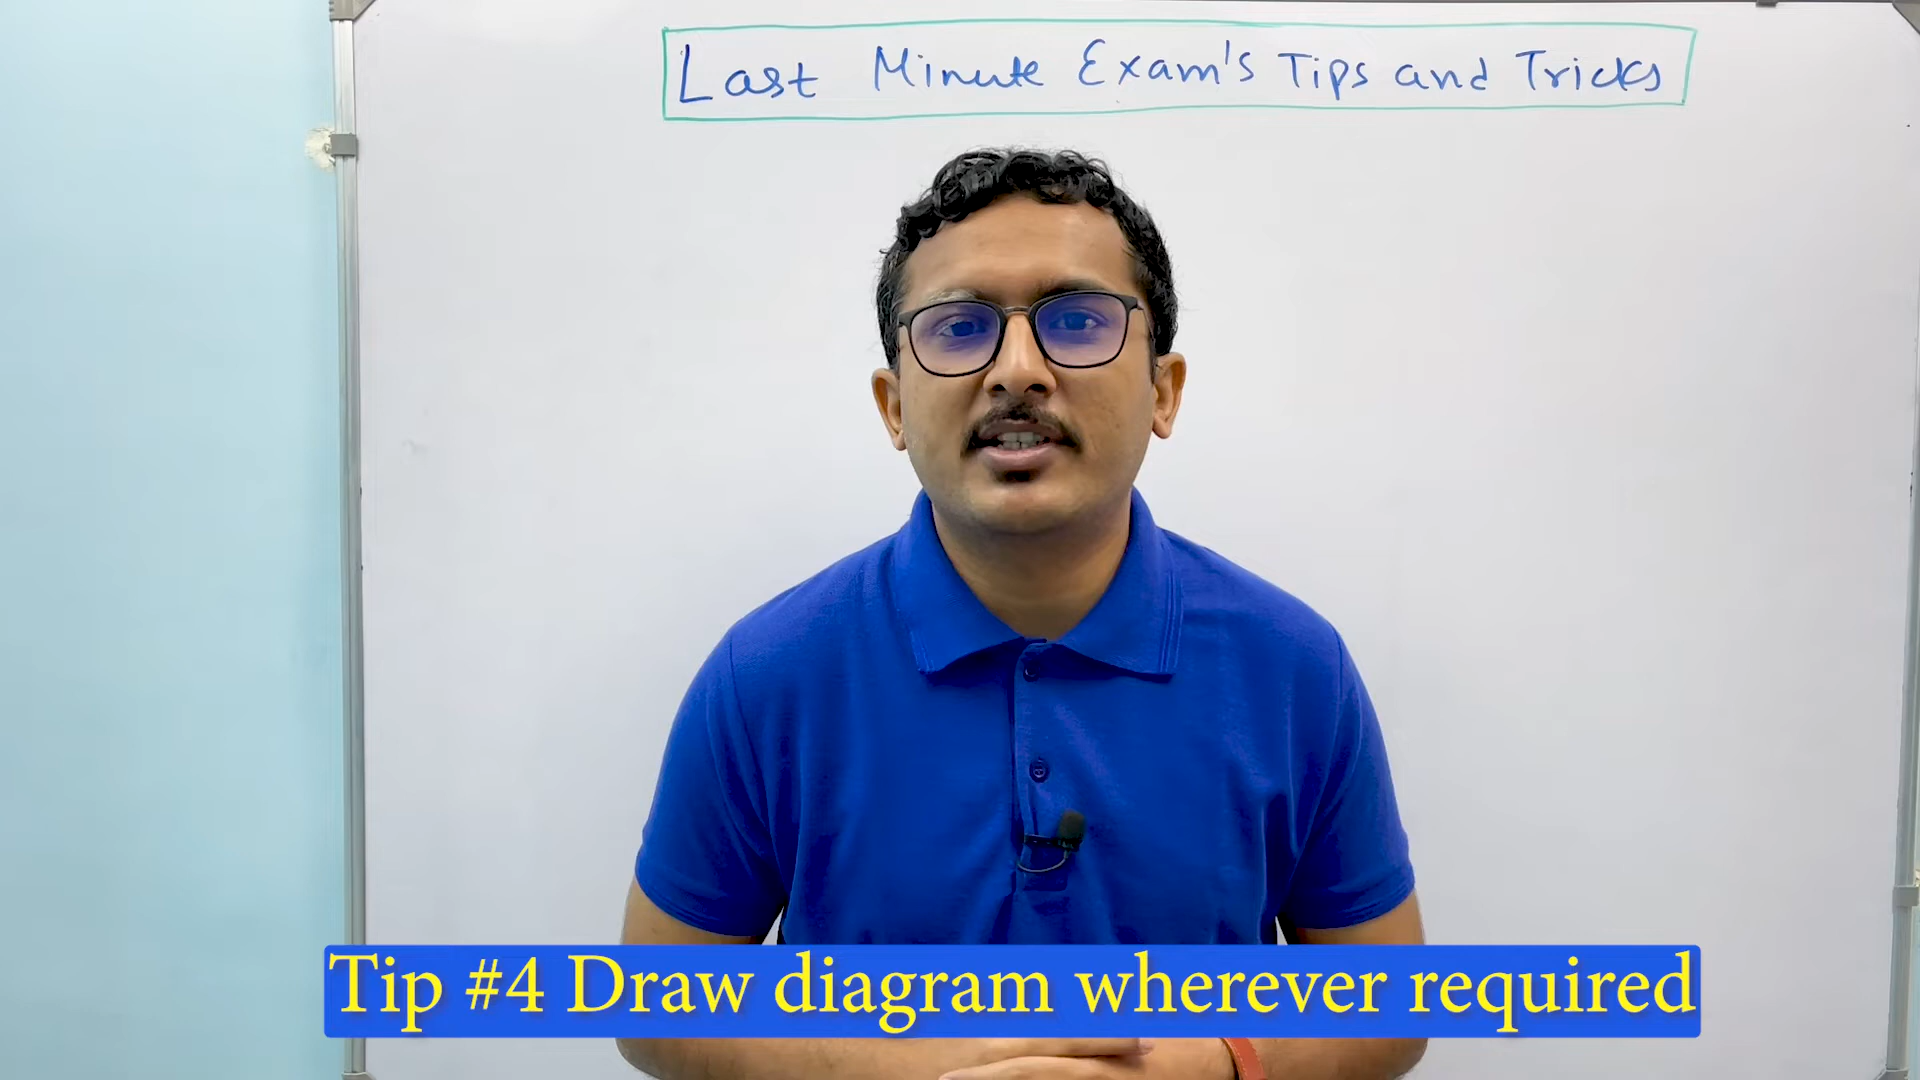 Last Minute Exam's Tips and Tricks
Tip #4 Draw diagram wherever required